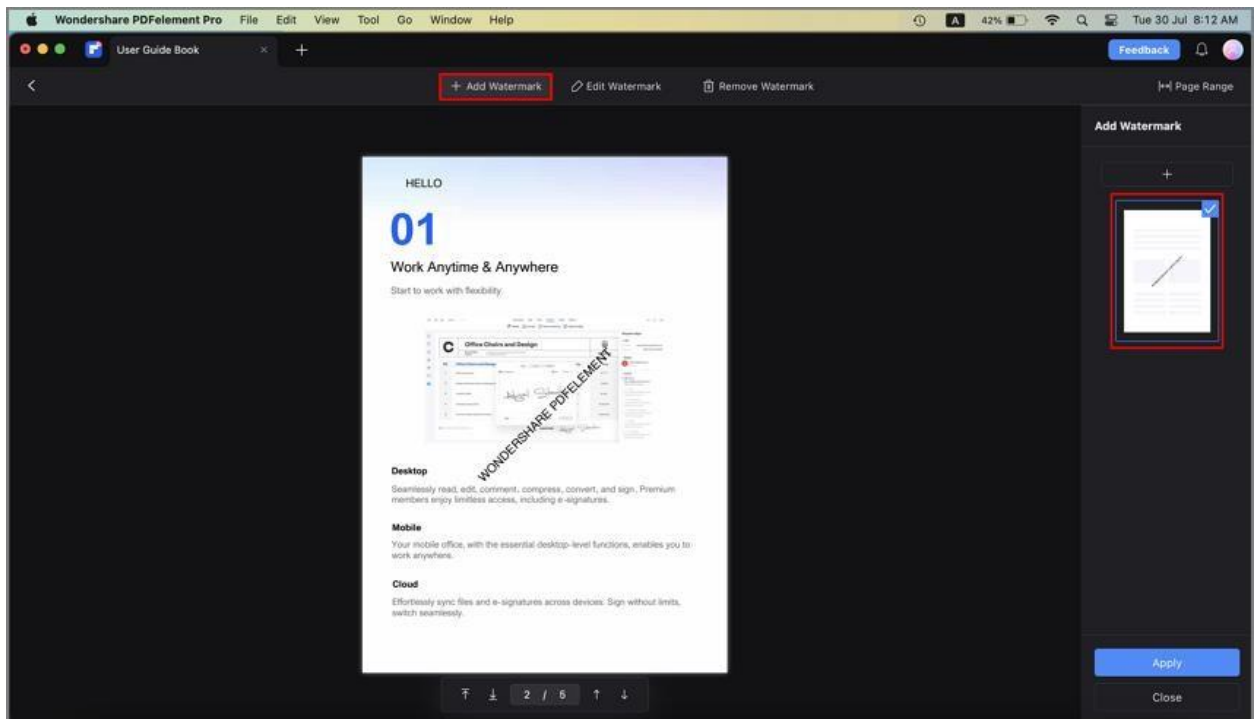 Wondershare PDFelement Pro File Edit View Tool Go Window Help A 42% Tue 30 Jul 8:12 AM
User Guide Book × + Feedback
+ Add Watermark Edit Watermark Remove Watermark Page Range
Add Watermark
+
HELLO
01
Work Anytime & Anywhere
Start to work with flexibility
C Office Chairs and Design
WONDERSHARE PDFELEMENT
Desktop
Seamlessly read, edit, comment, compress, convert, and sign. Premium
members enjoy limitless access, including e-signatures.
Mobile
Your mobile office, with the essential desktop-level functions, enables you to
work anywhere.
Cloud
Effortlessly sync files and e-signatures across devices. Sign without limits,
switch seamlessly.
2 / 5
Apply
Close